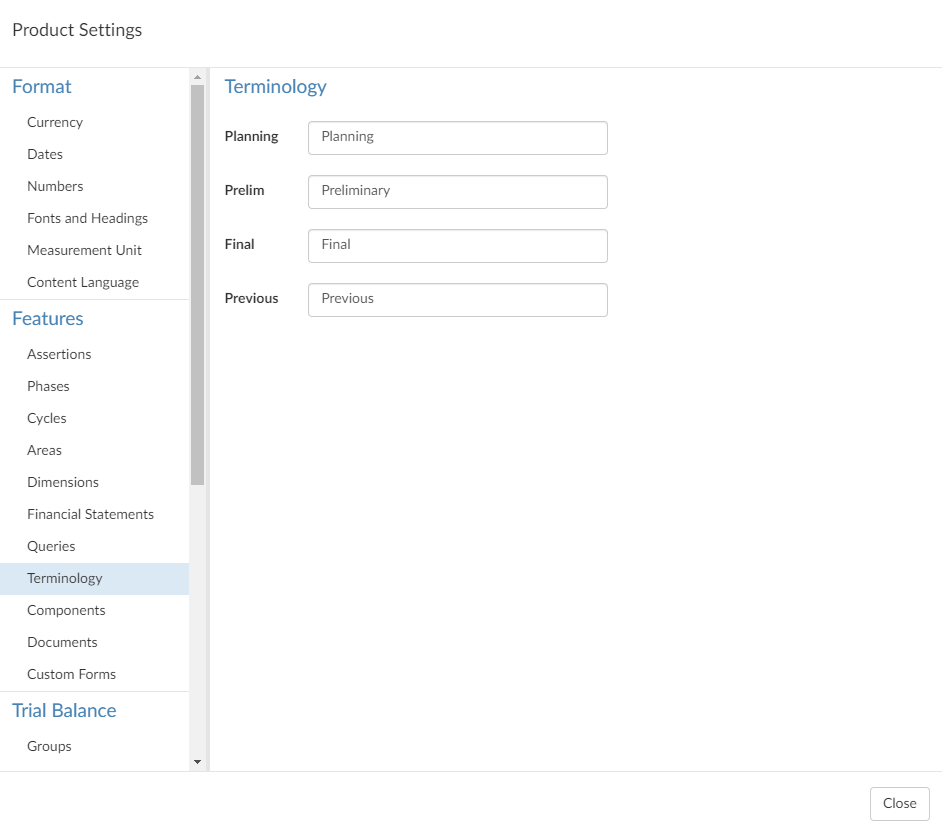 Product Settings
Format
Currency
Dates
Numbers
Fonts and Headings
Measurement Unit
Content Language
Features
Assertions
Phases
Cycles
Areas
Dimensions
Financial Statements
Queries
Terminology
Components
Documents
Custom Forms
Trial Balance
Groups
Terminology
Planning Planning
Prelim Preliminary
Final Final
Previous Previous
Close